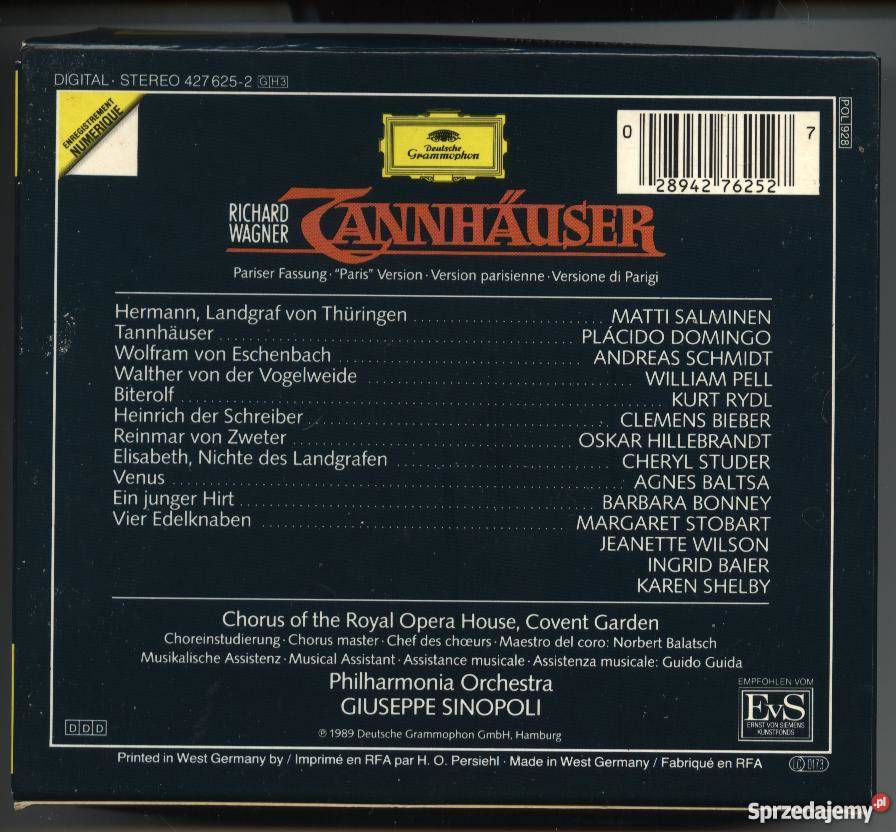 DIGITAL · STEREO 427 625-2 GH3
ENREGISTREMENT
NUMERIQUE
Deutsche
Grammophon
0 28942 76252 7
POL 928
RICHARD
WAGNER
TANNHÄUSER
Pariser Fassung · "Paris" Version · Version parisienne · Versione di Parigi
Hermann, Landgraf von Thüringen MATTI SALMINEN
Tannhäuser PLÁCIDO DOMINGO
Wolfram von Eschenbach ANDREAS SCHMIDT
Walther von der Vogelweide WILLIAM PELL
Biterolf KURT RYDL
Heinrich der Schreiber CLEMENS BIEBER
Reinmar von Zweter OSKAR HILLEBRANDT
Elisabeth, Nichte des Landgrafen CHERYL STUDER
Venus AGNES BALTSA
Ein junger Hirt BARBARA BONNEY
Vier Edelknaben MARGARET STOBART
JEANETTE WILSON
INGRID BAIER
KAREN SHELBY
Chorus of the Royal Opera House, Covent Garden
Choreinstudierung · Chorus master · Chef des chœurs · Maestro del coro: Norbert Balatsch
Musikalische Assistenz · Musical Assistant · Assistance musicale · Assistenza musicale: Guido Guida
Philharmonia Orchestra
GIUSEPPE SINOPOLI
℗ 1989 Deutsche Grammophon GmbH, Hamburg
EMPFOHLEN VOM
EvS
ERNST VON SIEMENS
KUNSTFONDS
DDD
Printed in West Germany by / Imprimé en RFA par H. O. Persiehl · Made in West Germany / Fabriqué en RFA
LC 0173
Sprzedajemy.pl